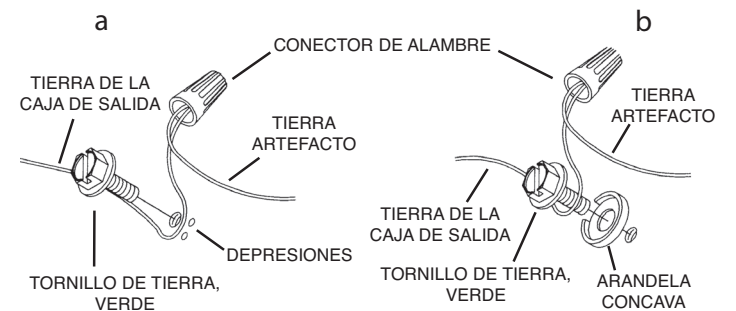 a
b
CONECTOR DE ALAMBRE
TIERRA DE LA
CAJA DE SALIDA
TIERRA
ARTEFACTO
DEPRESIONES
TORNILLO DE TIERRA,
VERDE
TIERRA
ARTEFACTO
TIERRA DE LA
CAJA DE SALIDA
TORNILLO DE TIERRA,
VERDE
ARANDELA
CONCAVA